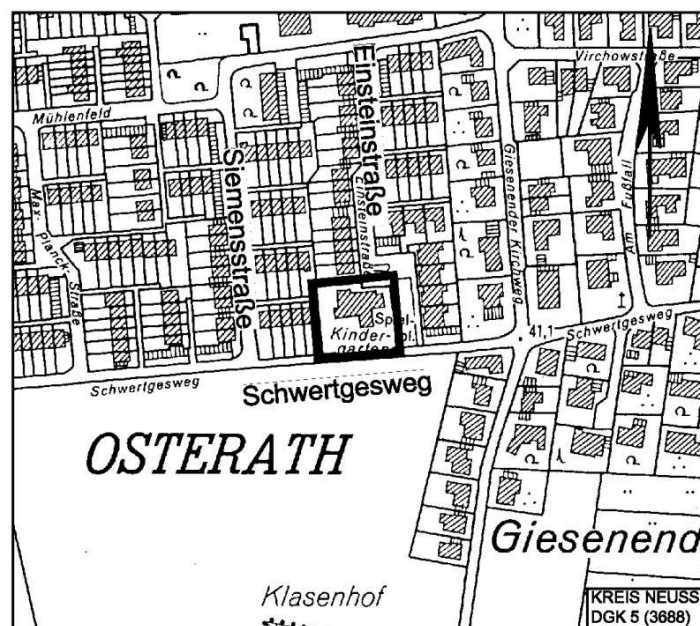 Virchowstraße
Mühlenfeld
Einsteinstraße
Siemensstraße
Einsteinstraße
Giesenender Kirchweg
Am Fußfall
Max-
Planck-
Straße
Spiel-
pl.
Kinder-
garten
41,1
Schwertgesweg
Schwertgesweg
Schwertgesweg
OSTERATH
Giesenend
Klasenhof
KREIS NEUSS
DGK 5 (3688)